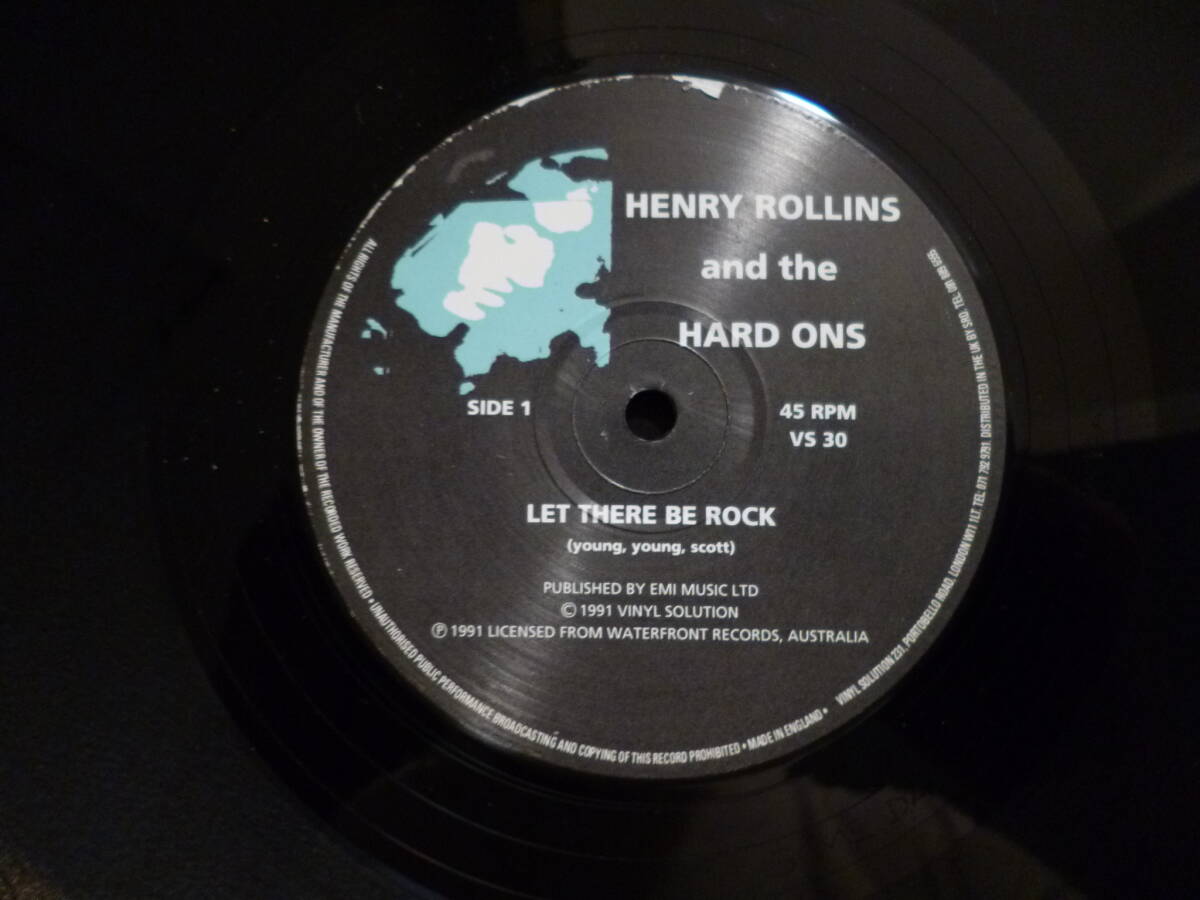 HENRY ROLLINS
and the
HARD ONS
SIDE 1
45 RPM
VS 30
LET THERE BE ROCK
(young, young, scott)
PUBLISHED BY EMI MUSIC LTD
© 1991 VINYL SOLUTION
℗ 1991 LICENSED FROM WATERFRONT RECORDS, AUSTRALIA
ALL RIGHTS OF THE MANUFACTURER AND OF THE OWNER OF THE RECORDED WORK RESERVED • UNAUTHORISED PUBLIC PERFORMANCE BROADCASTING AND COPYING OF THIS RECORD PROHIBITED • MADE IN ENGLAND •
VINYL SOLUTION 231, PORTOBELLO ROAD, LONDON W11 1LT. TEL. 071 792 9791. DISTRIBUTED IN THE UK BY SRD. TEL.